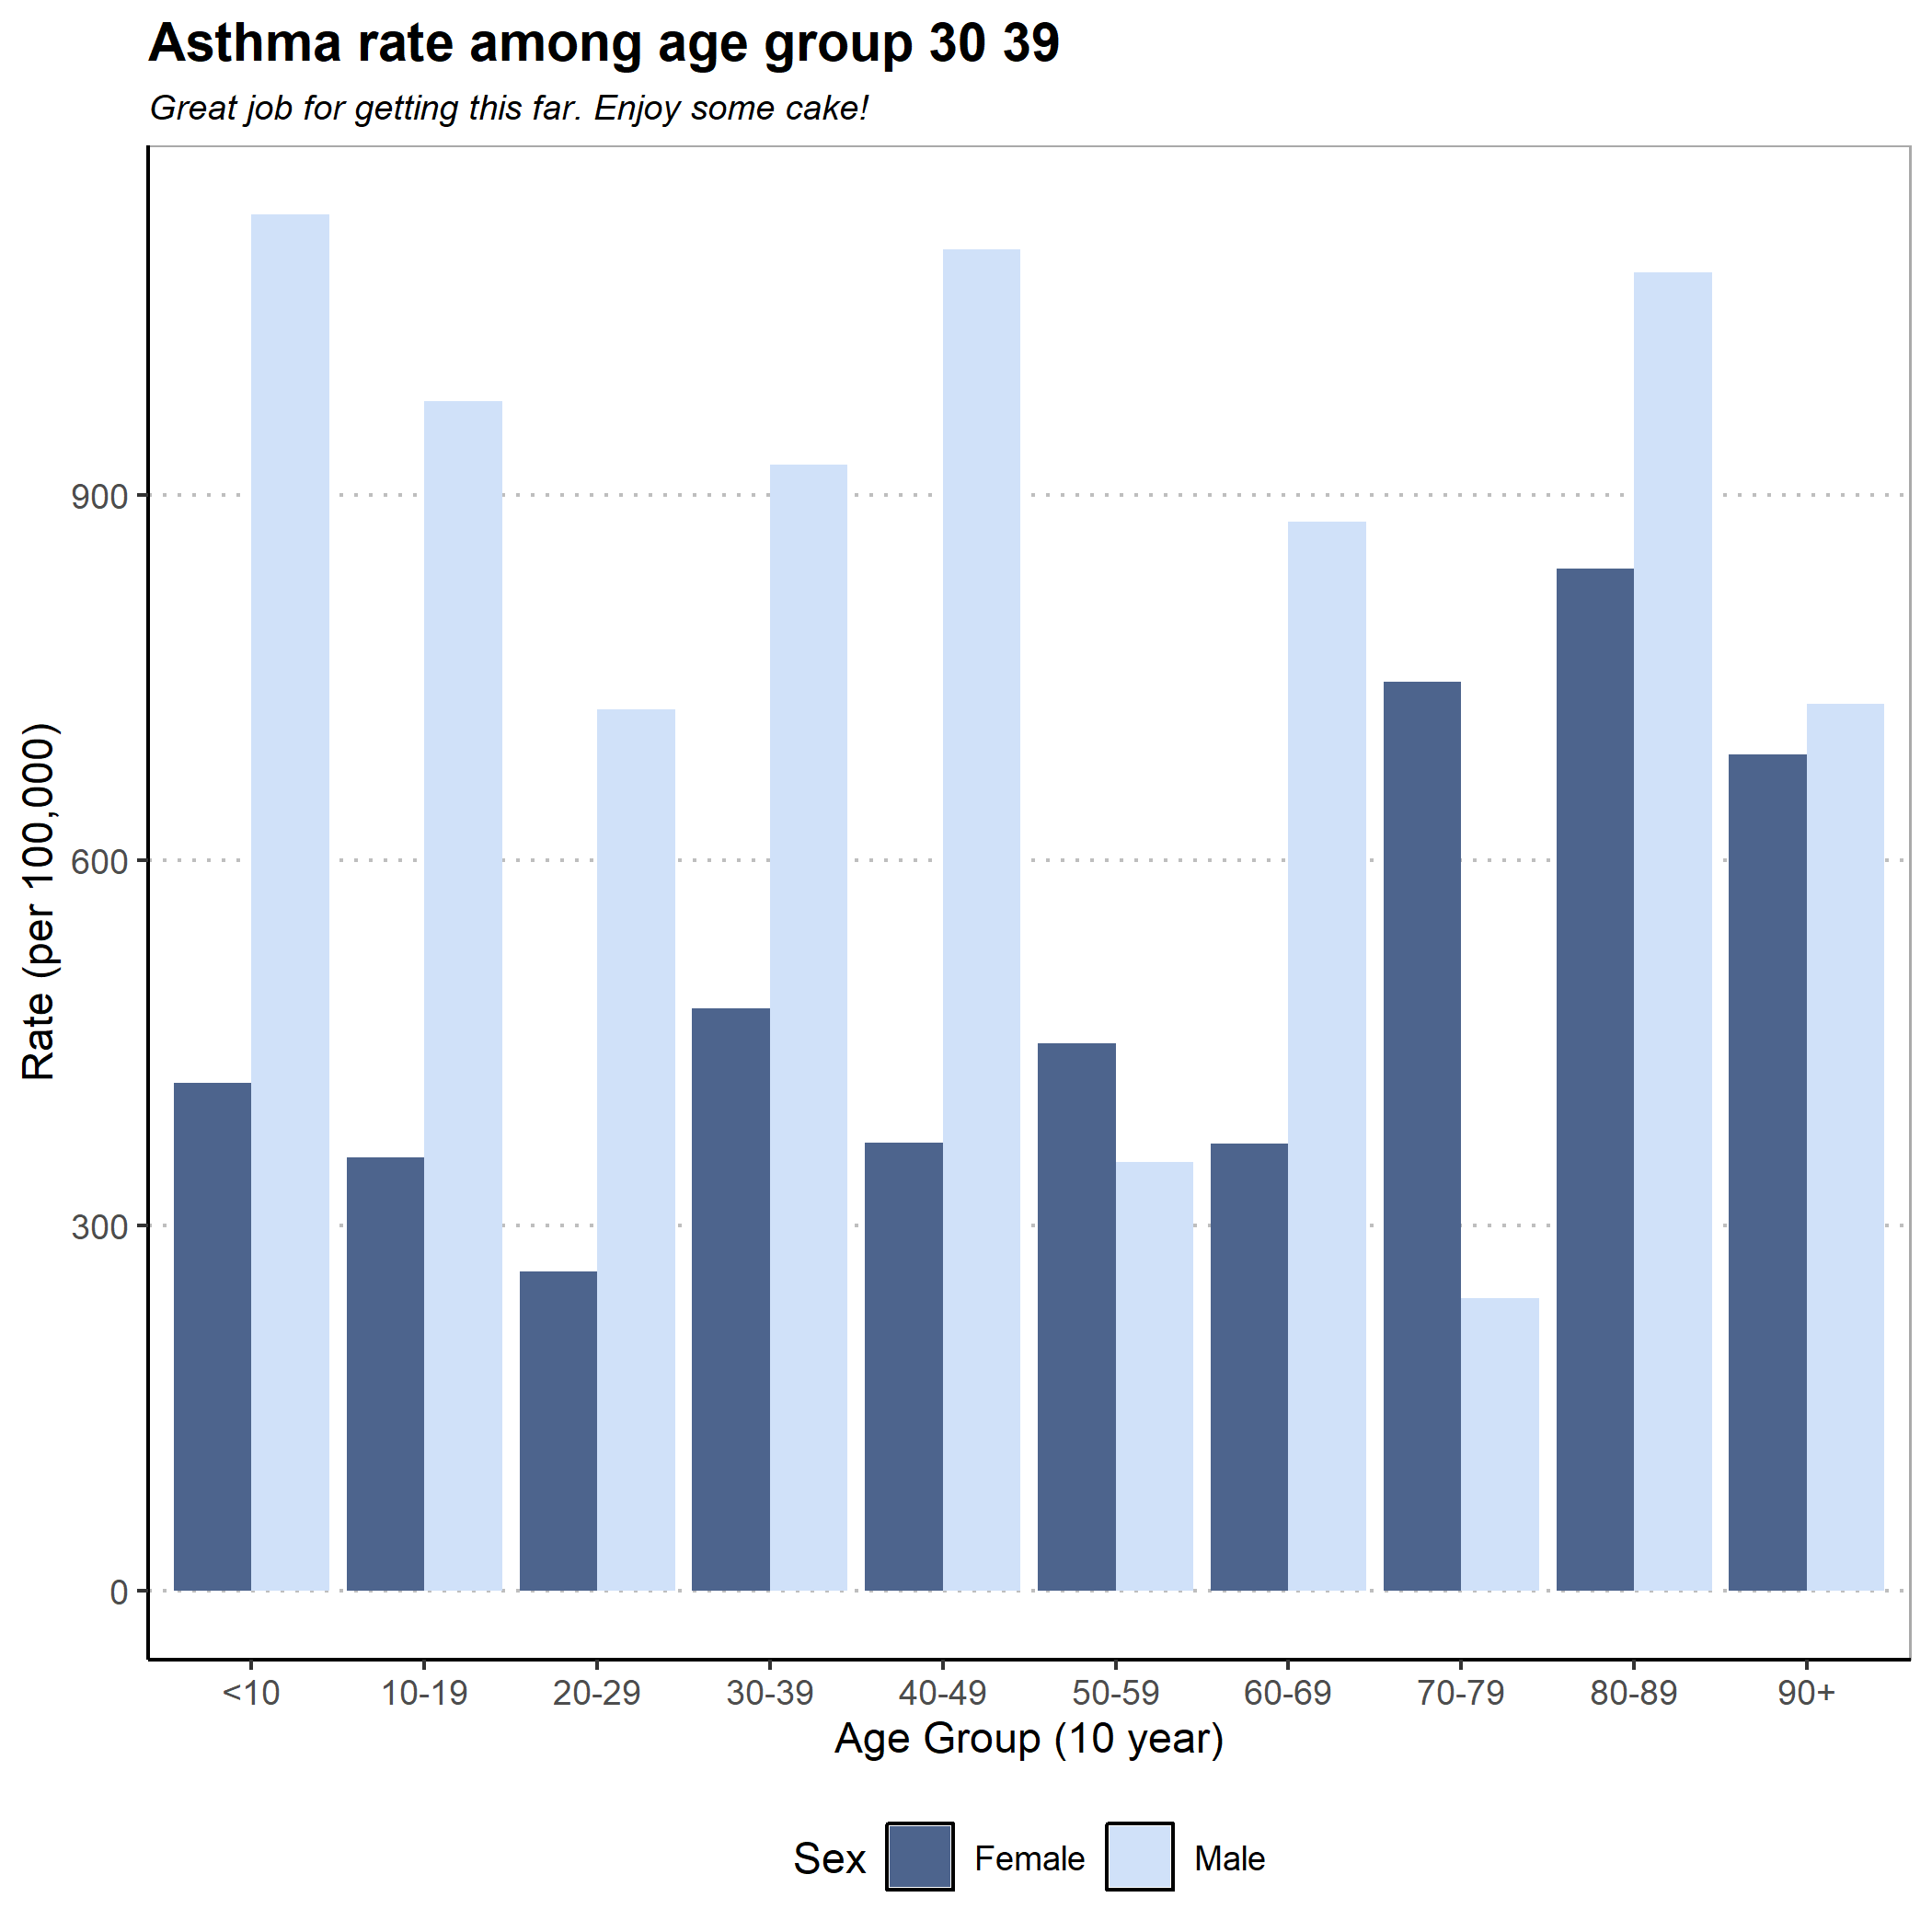 Asthma rate among age group 30 39
Great job for getting this far. Enjoy some cake!
Rate (per 100,000)
900
600
300
0
<10 10-19 20-29 30-39 40-49 50-59 60-69 70-79 80-89 90+
Age Group (10 year)
Sex Female Male